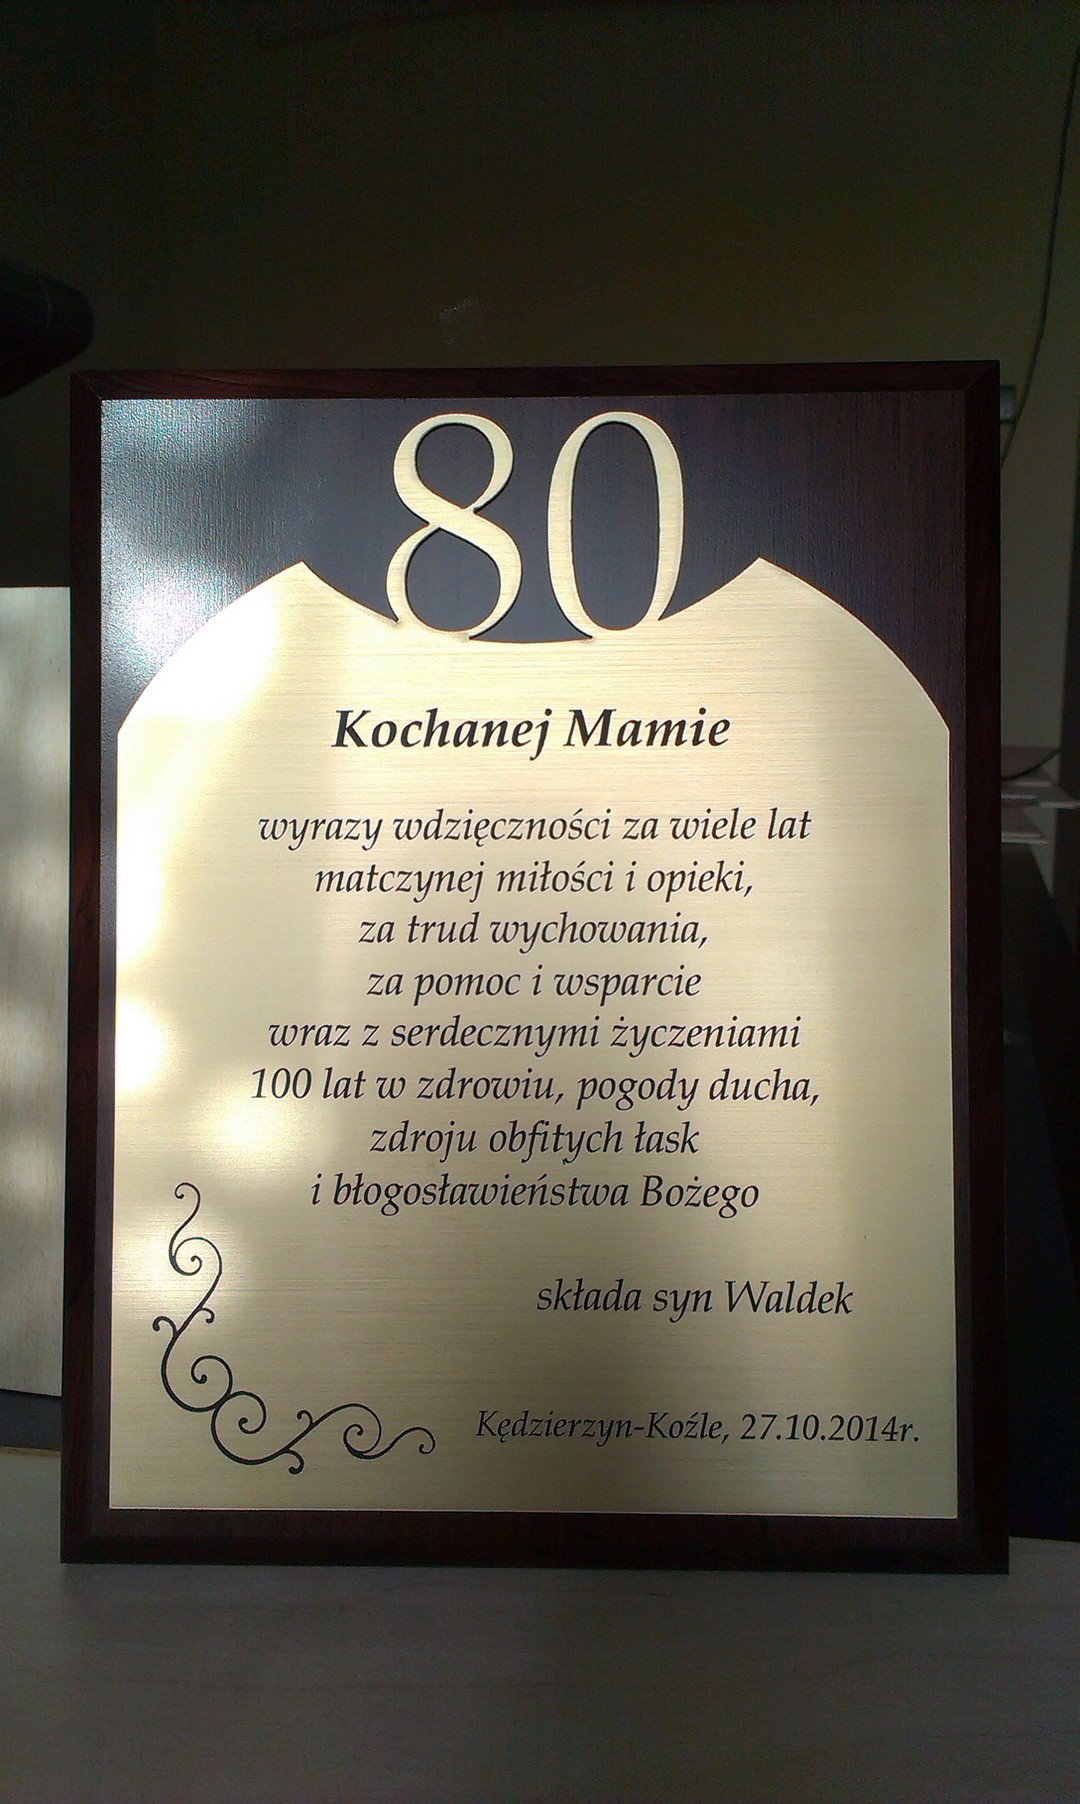 80
Kochanej Mamie
wyrazy wdzięczności za wiele lat
matczynej miłości i opieki,
za trud wychowania,
za pomoc i wsparcie
wraz z serdecznymi życzeniami
100 lat w zdrowiu, pogody ducha,
zdroju obfitych łask
i błogosławieństwa Bożego
składa syn Waldek
Kędzierzyn-Koźle, 27.10.2014r.